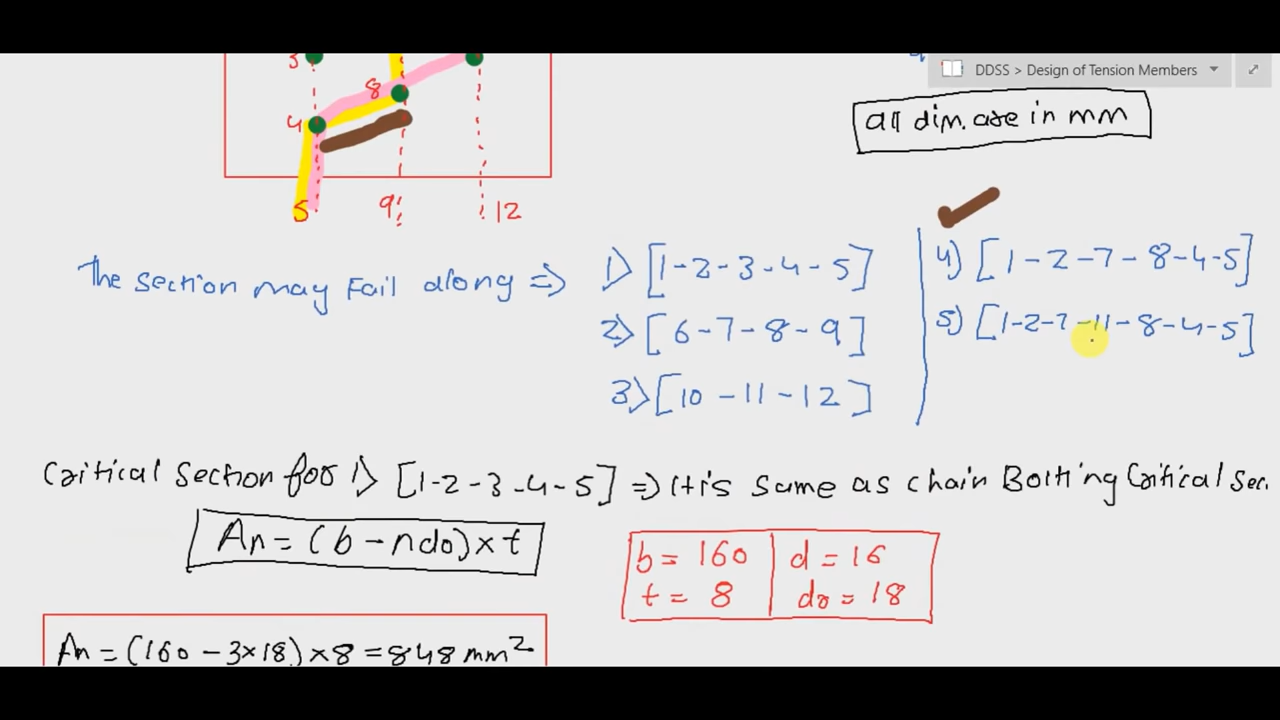 3
8
DDSS > Design of Tension Members
4
all dim. are in mm
5 9 12
The section may Fail along ⇒ 1) [1-2-3-4-5]
2) [6-7-8-9]
3) [10-11-12]
4) [1-2-7-8-4-5]
5) [1-2-7-11-8-4-5]
Critical section for 1) [1-2-3-4-5] ⇒ It is same as chain Bolting Critical Sec.
An = (b - ndo) × t
b = 160 d = 16
t = 8 do = 18
An = (160 - 3×18) × 8 = 848 mm²